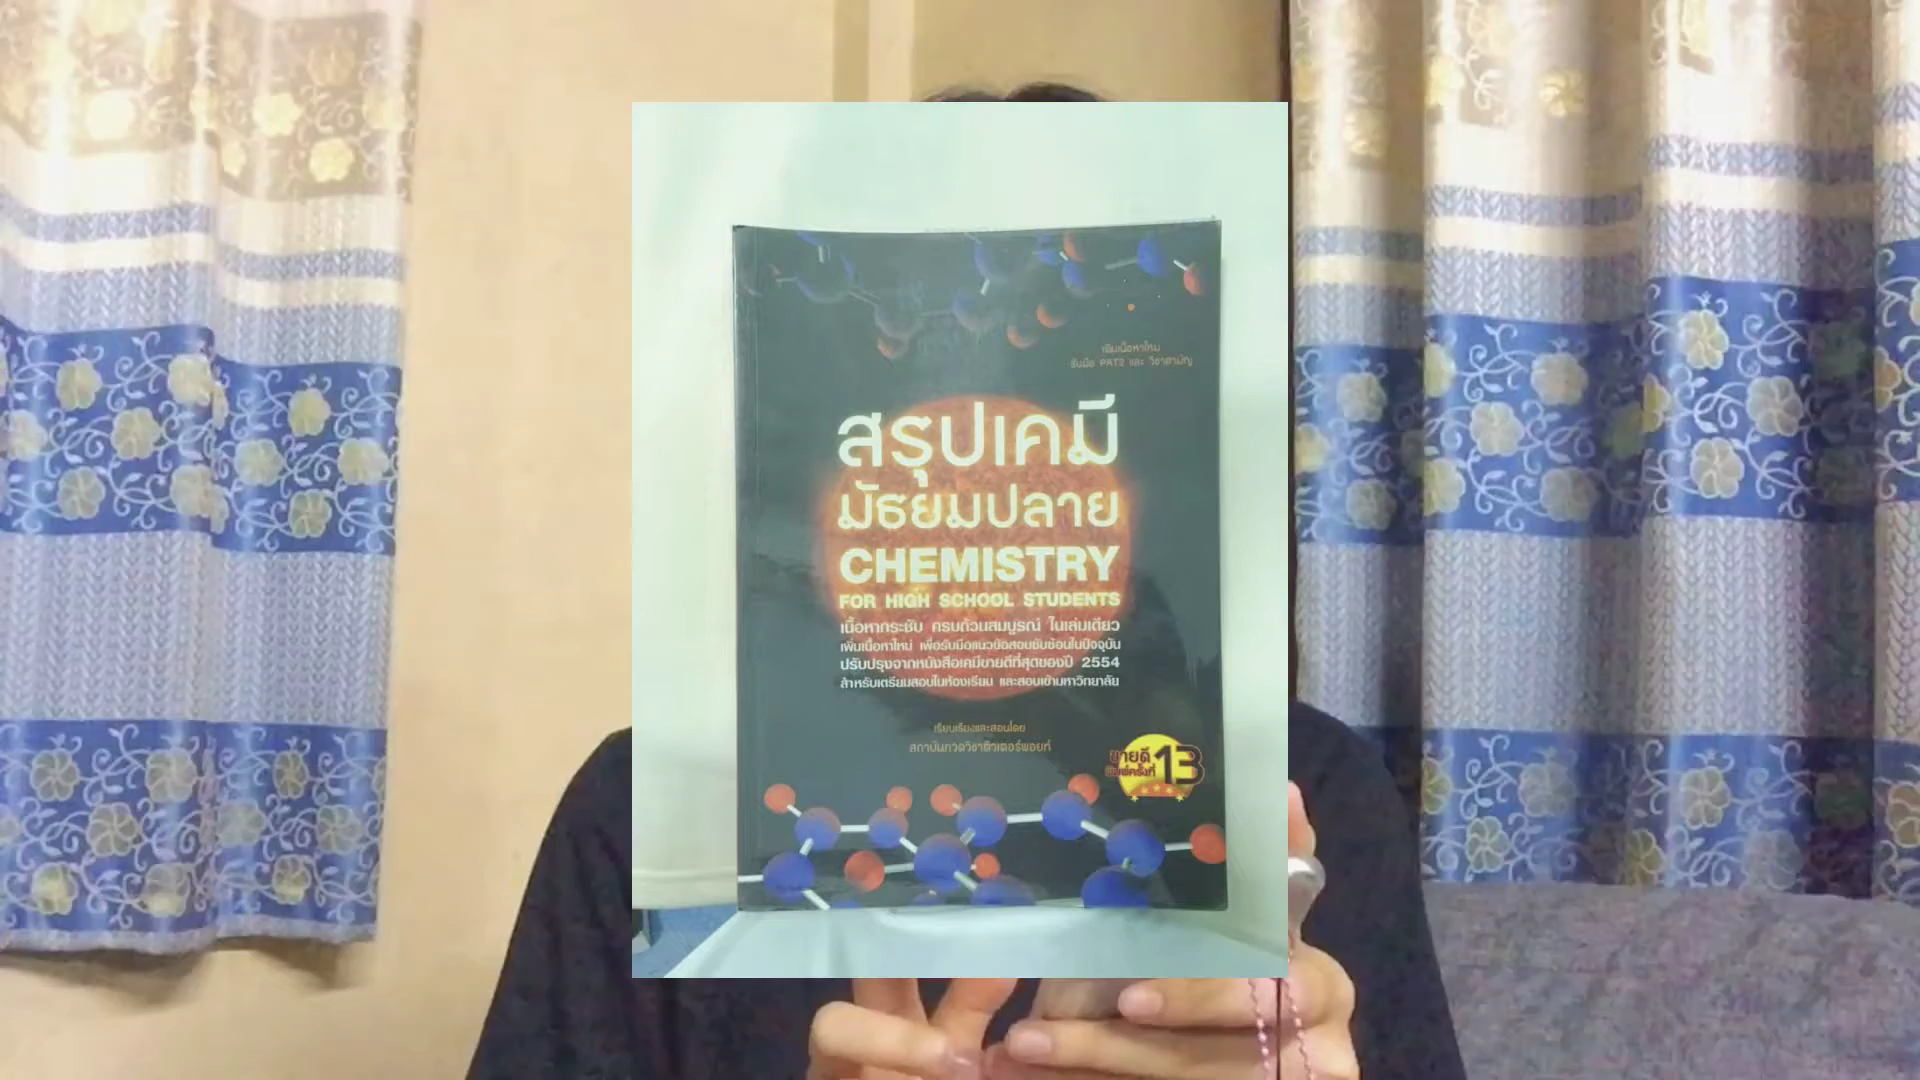 เพิ่มเนื้อหาใหม่
รับมือ PAT2 และ วิชาสามัญ
สรุปเคมี
มัธยมปลาย
CHEMISTRY
FOR HIGH SCHOOL STUDENTS
เนื้อหากระชับ ครบถ้วนสมบูรณ์ ในเล่มเดียว
เพิ่มเนื้อหาใหม่ เพื่อรับมือแนวข้อสอบซับซ้อนในปัจจุบัน
ปรับปรุงจากหนังสือเคมีขายดีที่สุดของปี 2554
สำหรับเตรียมสอบในห้องเรียน และสอบเข้ามหาวิทยาลัย
เรียบเรียงและสอนโดย
สถาบันกวดวิชาติวเตอร์พอยท์
ขายดี
พิมพ์ครั้งที่ 13